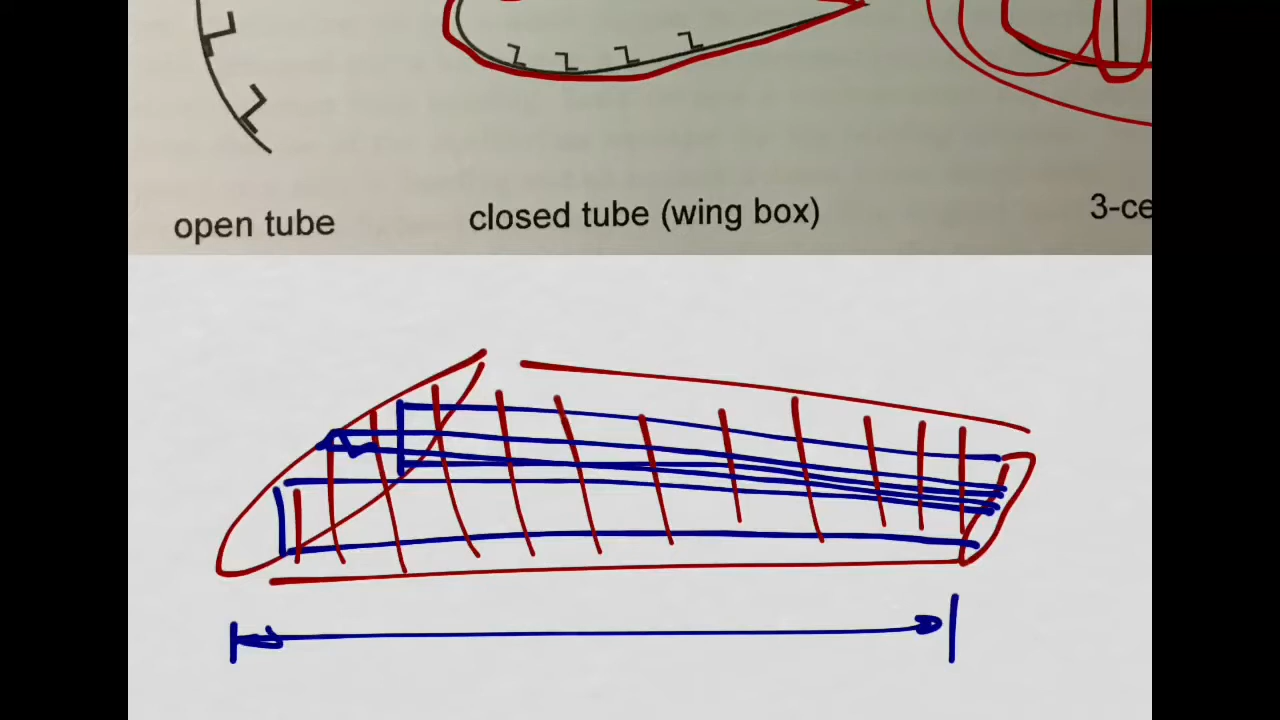 open tube
closed tube (wing box)
3-ce